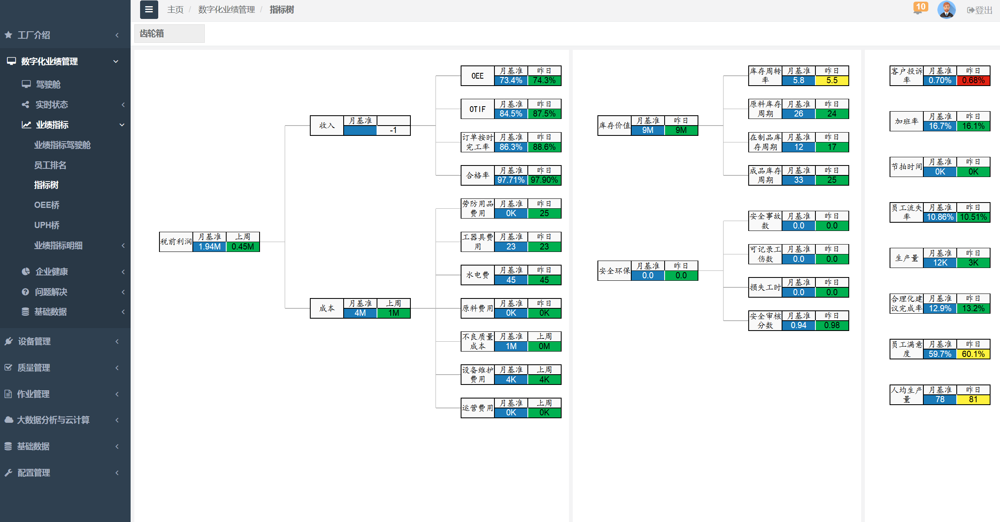 主页 / 数字化业绩管理 / 指标树
10
登出
工厂介绍
数字化业绩管理
驾驶舱
实时状态
业绩指标
业绩指标驾驶舱
员工排名
指标树
OEE桥
UPH桥
业绩指标明细
企业健康
问题解决
基础数据
设备管理
质量管理
作业管理
大数据分析与云计算
基础数据
配置管理
齿轮箱
税前利润
月基准 上周
1.94M 0.45M
收入
月基准
-1
成本
月基准 上周
4M 1M
OEE
月基准 昨日
73.4% 74.3%
OTIF
月基准 昨日
84.5% 87.5%
订单按时
完工率
月基准 昨日
86.3% 88.6%
合格率
月基准 昨日
97.71% 97.90%
劳防用品
费用
月基准 昨日
0K 25
工器具费
用
月基准 昨日
23 23
水电费
月基准 昨日
45 45
原料费用
月基准 昨日
0K 0K
不良质量
成本
月基准 上周
1M 0M
设备维护
费用
月基准 上周
4K 4K
运营费用
月基准 上周
0K 0K
库存价值
月基准 昨日
9M 9M
库存周转
率
月基准 昨日
5.8 5.5
原料库存
周期
月基准 昨日
26 24
在制品库
存周期
月基准 昨日
12 17
成品库存
周期
月基准 昨日
33 25
安全环保
月基准 昨日
0.0 0.0
安全事故
数
月基准 昨日
0.0 0.0
可记录工
伤数
月基准 昨日
0.0 0.0
损失工时
月基准 昨日
0.0 0.0
安全审核
分数
月基准 昨日
0.94 0.98
客户投诉
率
月基准 昨日
0.70% 0.68%
加班率
月基准 昨日
16.7% 16.1%
节拍时间
月基准 昨日
0K 0K
员工流失
率
月基准 昨日
10.86% 10.51%
生产量
月基准 昨日
12K 3K
合理化建
议完成率
月基准 昨日
12.9% 13.2%
员工满意
度
月基准 昨日
59.7% 60.1%
人均生产
量
月基准 昨日
78 81